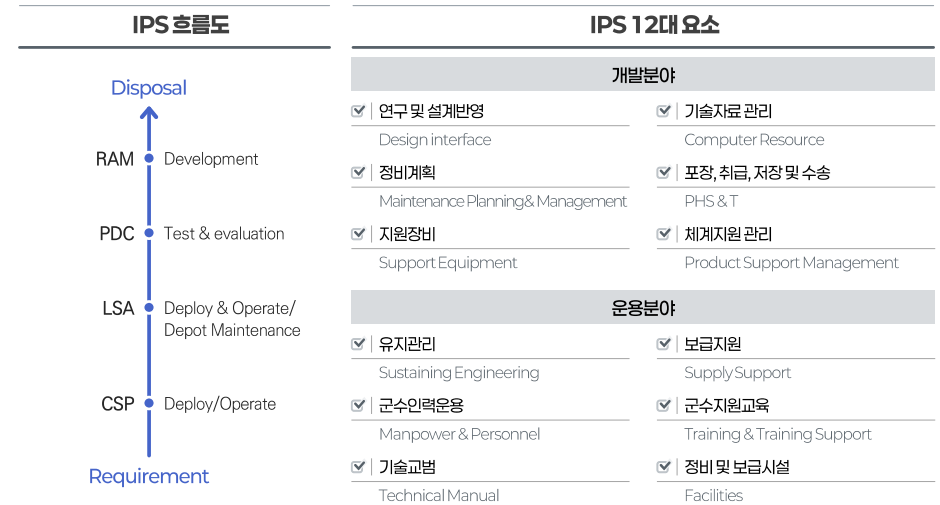 IPS 흐름도
Disposal
RAM Development
PDC Test & evaluation
LSA Deploy & Operate/
Depot Maintenance
CSP Deploy/Operate
Requirement
IPS 12대 요소
개발분야
연구 및 설계반영
Design interface
기술자료 관리
Computer Resource
정비계획
Maintenance Planning& Management
포장, 취급, 저장 및 수송
PHS & T
지원장비
Support Equipment
체계지원 관리
Product Support Management
운용분야
유지관리
Sustaining Engineering
보급지원
Supply Support
군수인력운용
Manpower & Personnel
군수지원교육
Training & Training Support
기술교범
Technical Manual
정비 및 보급시설
Facilities